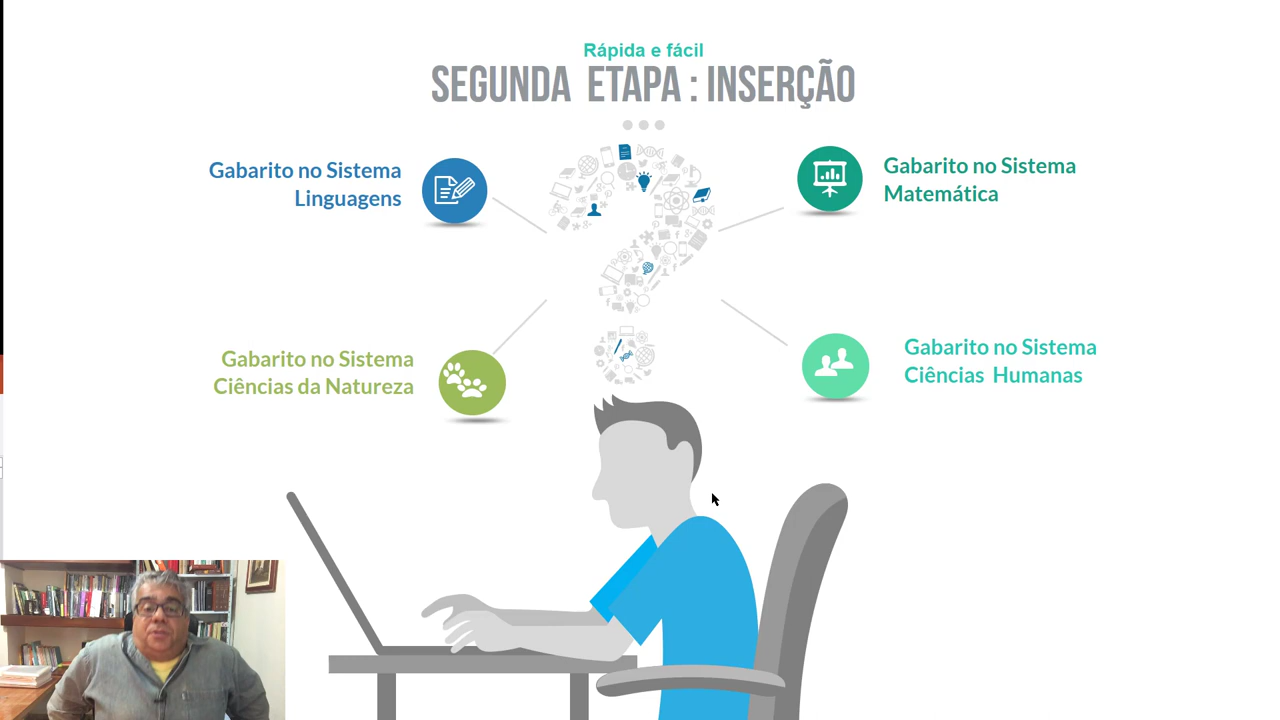 Rápida e fácil
SEGUNDA ETAPA : INSERÇÃO
Gabarito no Sistema
Linguagens
Gabarito no Sistema
Matemática
Gabarito no Sistema
Ciências da Natureza
Gabarito no Sistema
Ciências Humanas